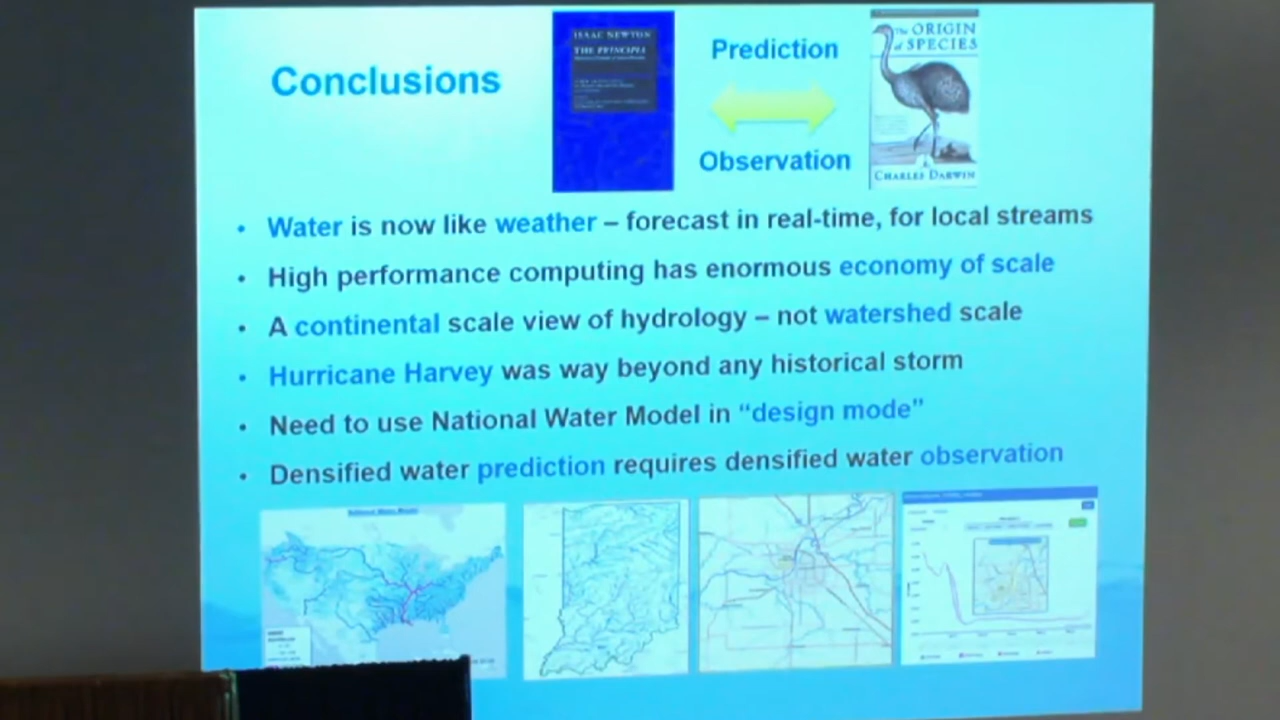 Conclusions
ISAAC NEWTON
THE PRINCIPIA
Prediction
Observation
The ORIGIN
of SPECIES
CHARLES DARWIN
• Water is now like weather – forecast in real-time, for local streams
• High performance computing has enormous economy of scale
• A continental scale view of hydrology – not watershed scale
• Hurricane Harvey was way beyond any historical storm
• Need to use National Water Model in “design mode”
• Densified water prediction requires densified water observation
National Water Model